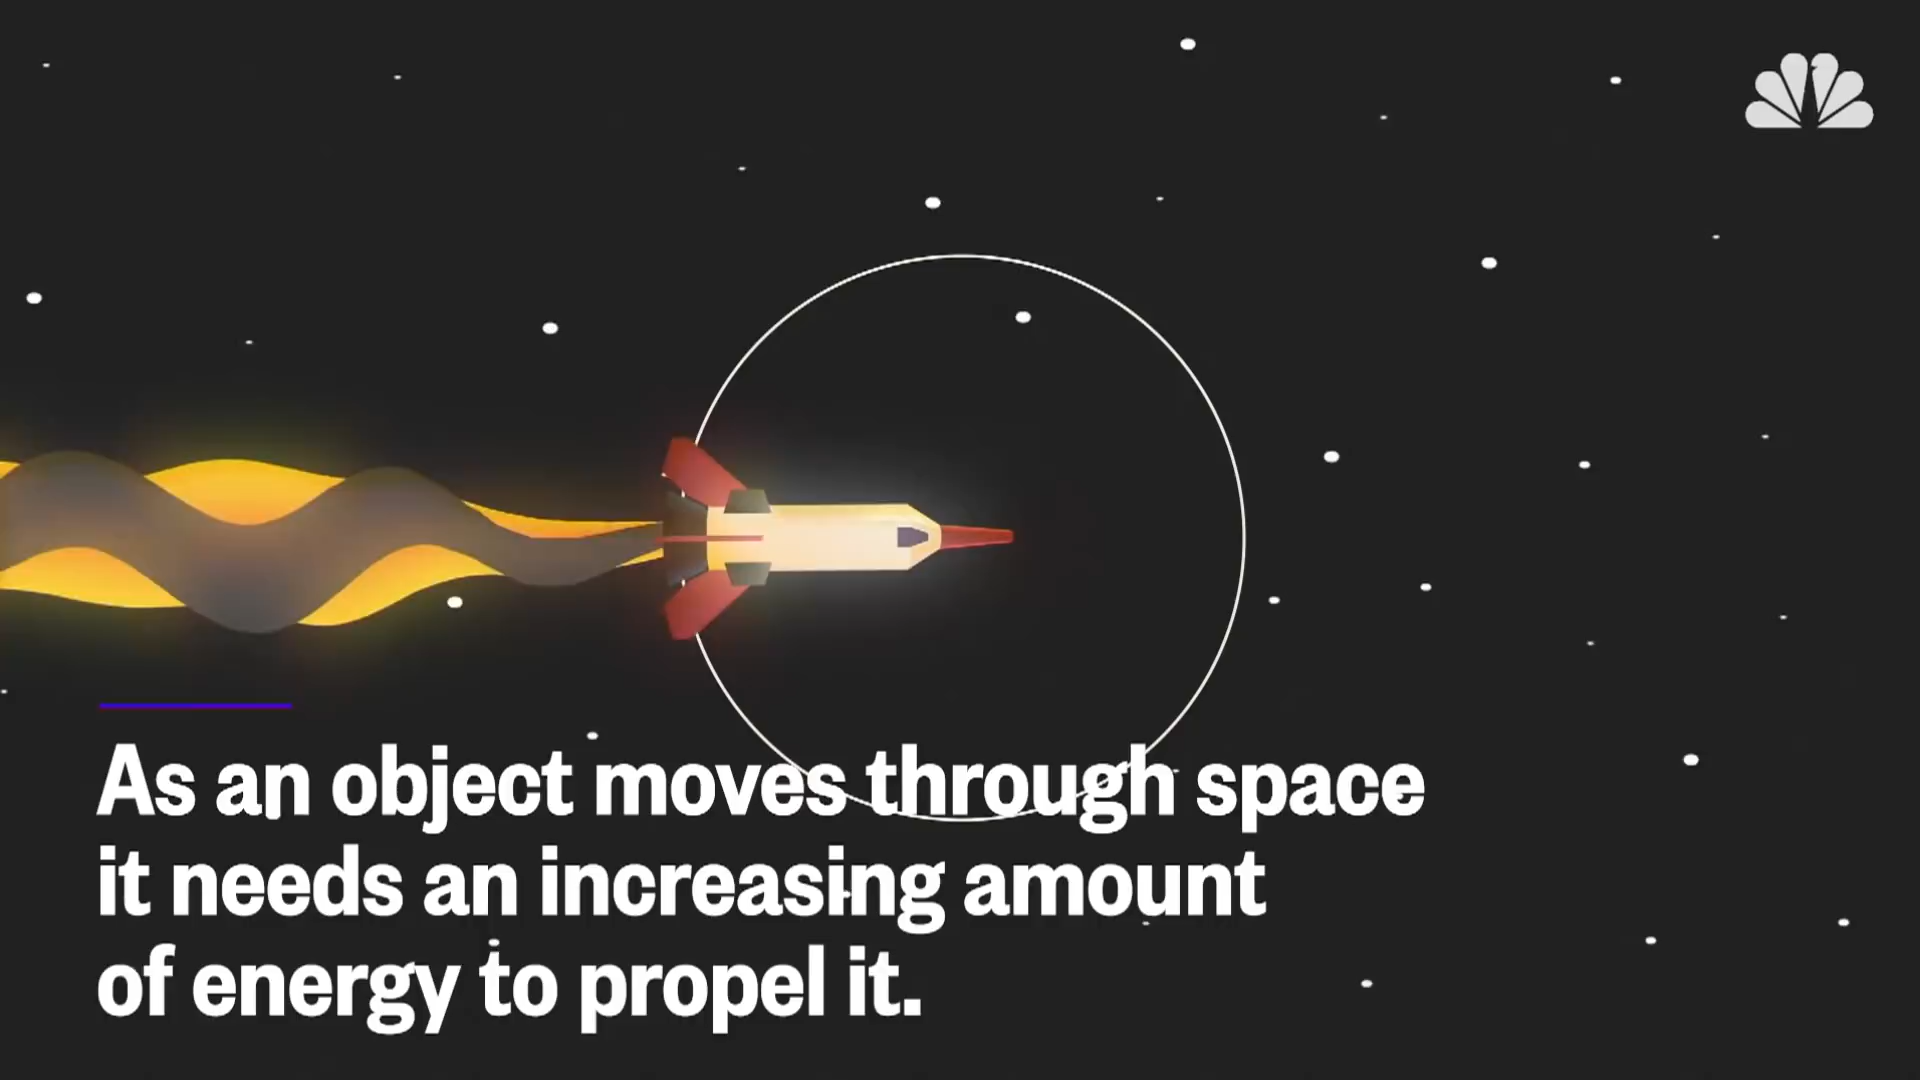 As an object moves through space
it needs an increasing amount
of energy to propel it.